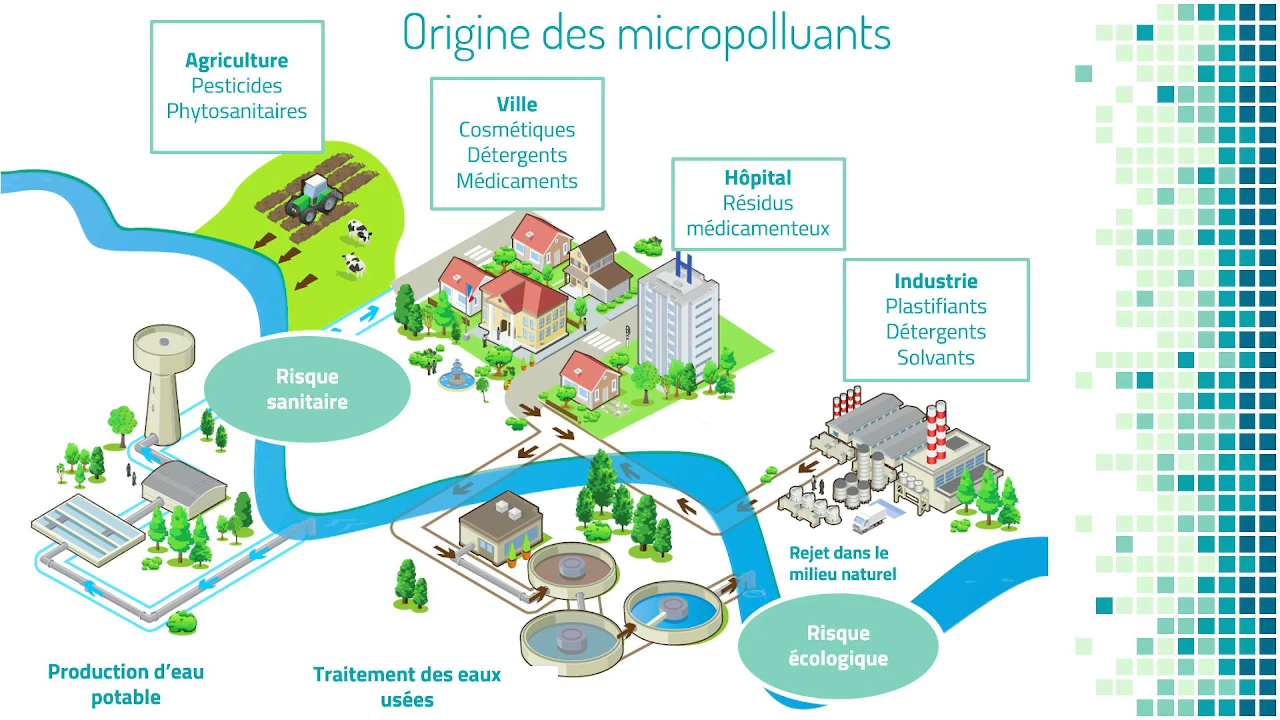 Origine des micropolluants
Agriculture
Pesticides
Phytosanitaires
Ville
Cosmétiques
Détergents
Médicaments
Hôpital
Résidus
médicamenteux
H
Industrie
Plastifiants
Détergents
Solvants
Risque
sanitaire
Rejet dans le
milieu naturel
Risque
écologique
Production d’eau
potable
Traitement des eaux
usées